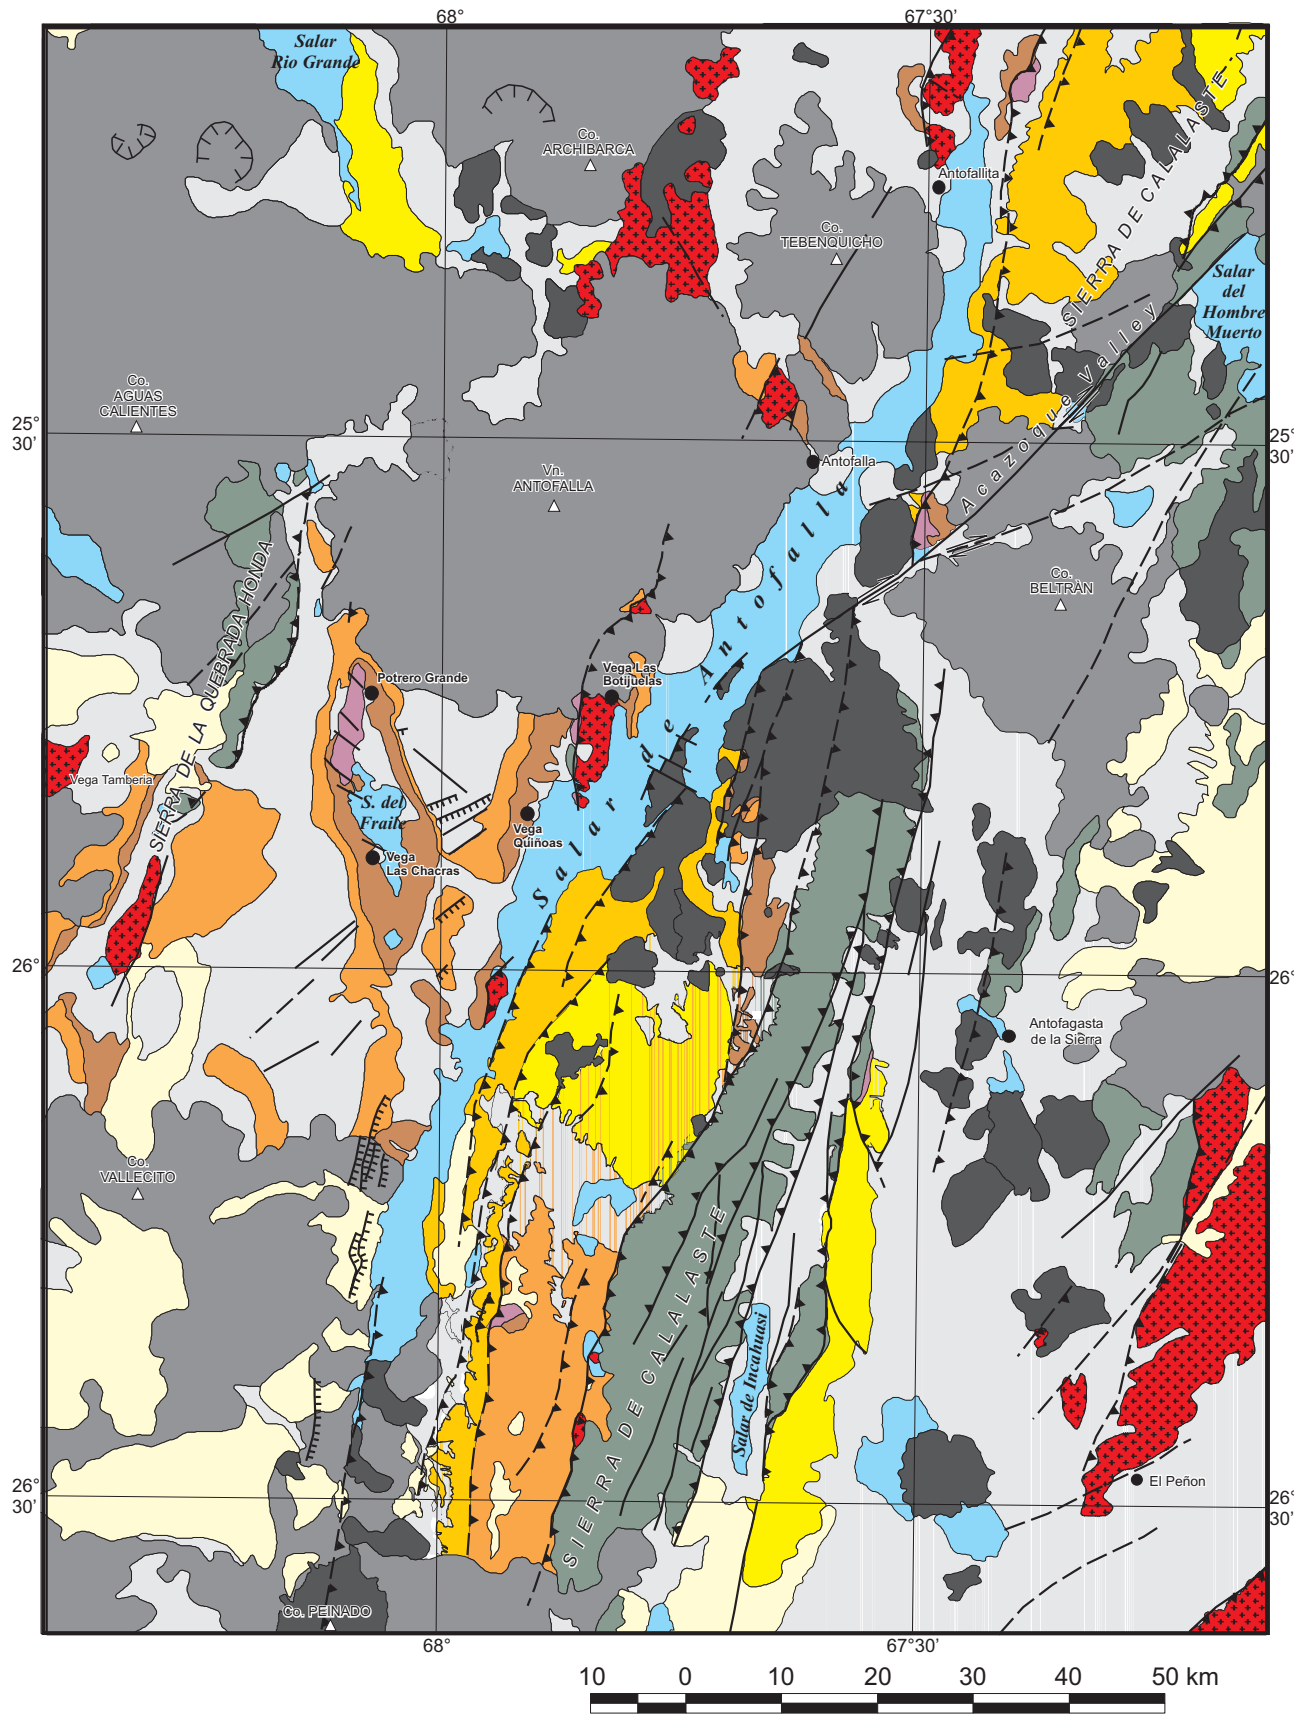 68°
67°30'
Salar
Rio Grande
Co.
ARCHIBARCA
Antofallita
SIERRA DE CALALASTE
Co.
TEBENQUICHO
Salar
del
Hombre
Muerto
Co.
AGUAS
CALIENTES
Acazoque Valley
25°
30'
25°
30'
Antofalla
Vn.
ANTOFALLA
Salar de Antofalla
Co.
BELTRÁN
SIERRA DE LA QUEBRADA HONDA
Potrero Grande
Vega Las
Botijuelas
Vega Tamberia
S. del
Fraile
Vega
Quiñoas
Vega
Las Chacras
26°
26°
Antofagasta
de la Sierra
Co.
VALLECITO
SIERRA DE CALALASTE
Salar de Incahuasi
26°
30'
El Peñon
26°
30'
Co. PEINADO
68°
67°30'
10 0 10 20 30 40 50 km